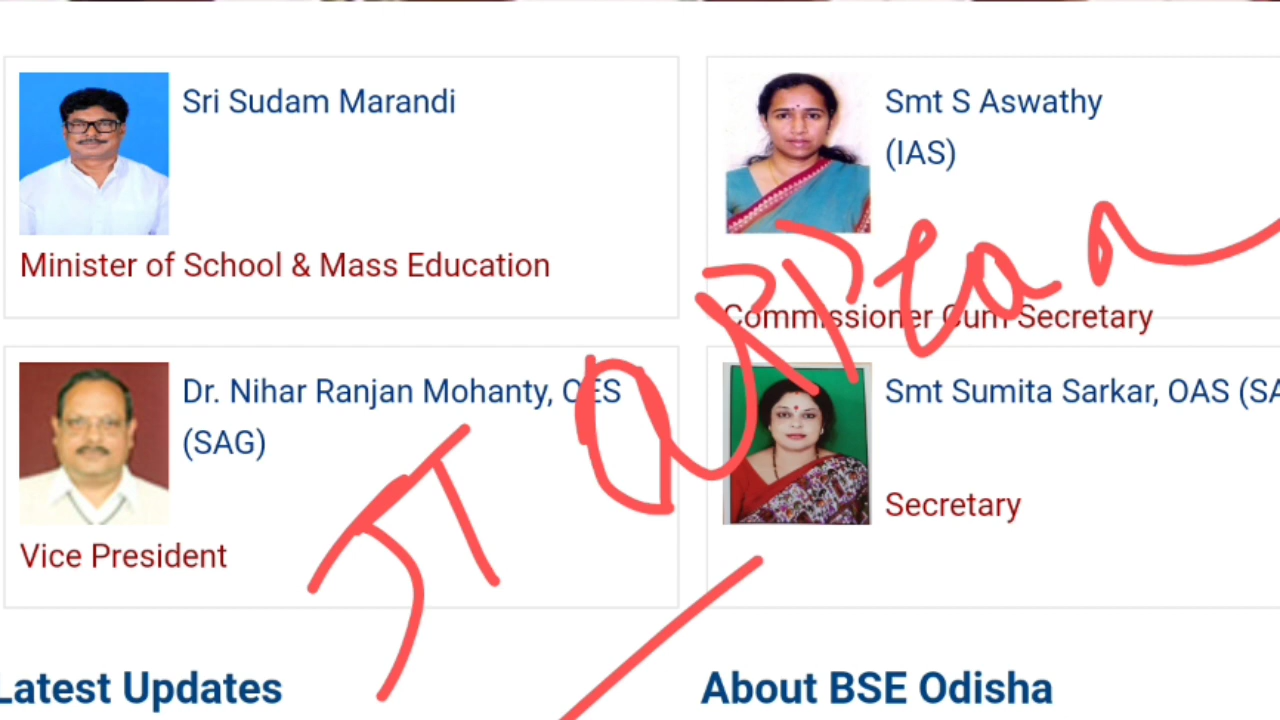 Sri Sudam Marandi
Minister of School & Mass Education
Smt S Aswathy
(IAS)
Commissioner Cum Secretary
Dr. Nihar Ranjan Mohanty, OES
(SAG)
Vice President
Smt Sumita Sarkar, OAS (SA
Secretary
appear
Latest Updates
About BSE Odisha